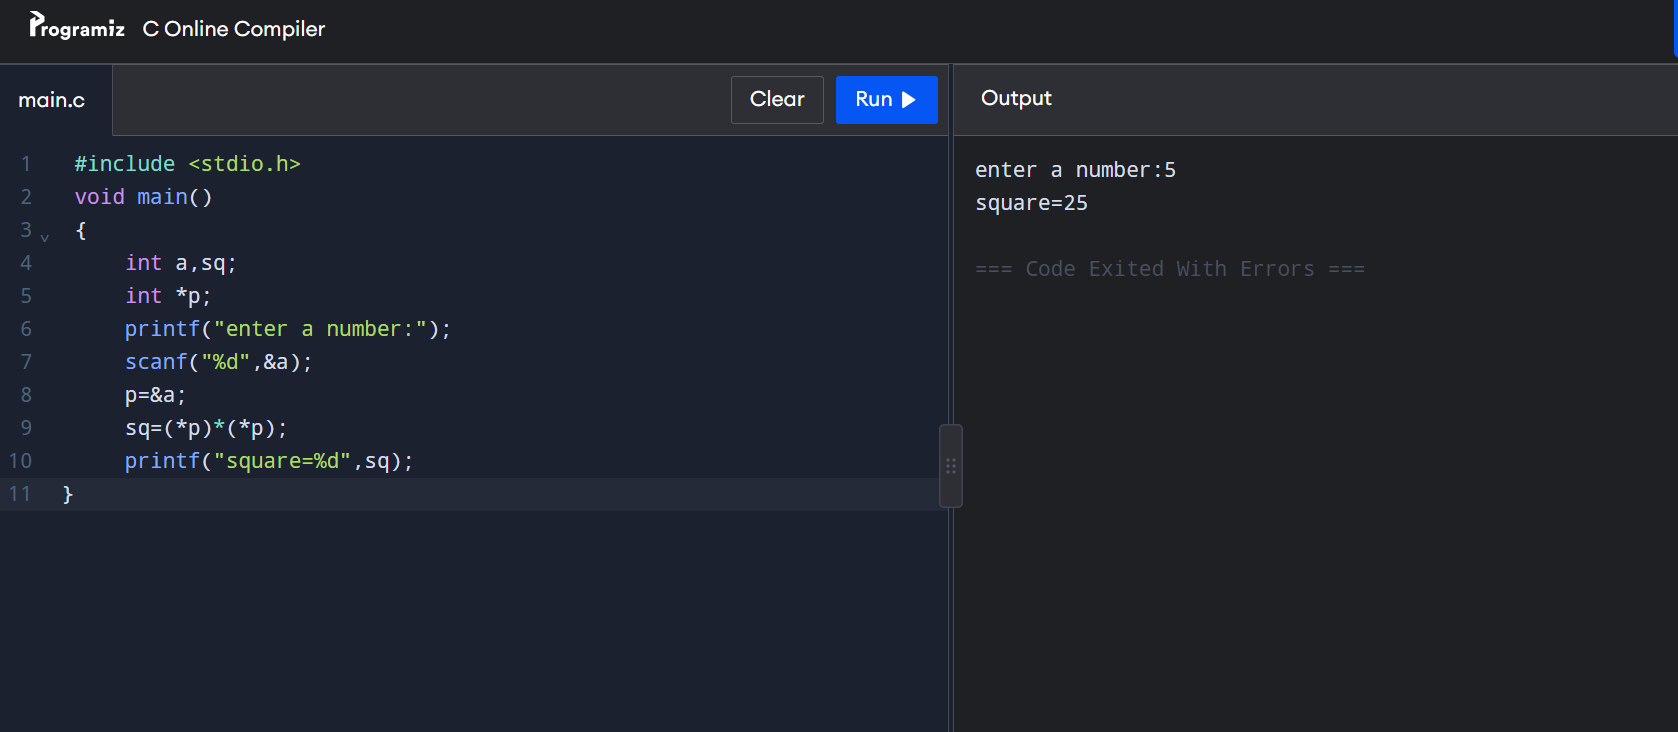 Programiz C Online Compiler
main.c Clear Run Output
1 #include <stdio.h>
2 void main()
3 {
4 int a,sq;
5 int *p;
6 printf("enter a number:");
7 scanf("%d",&a);
8 p=&a;
9 sq=(*p)*(*p);
10 printf("square=%d",sq);
11 }
enter a number:5
square=25
=== Code Exited With Errors ===